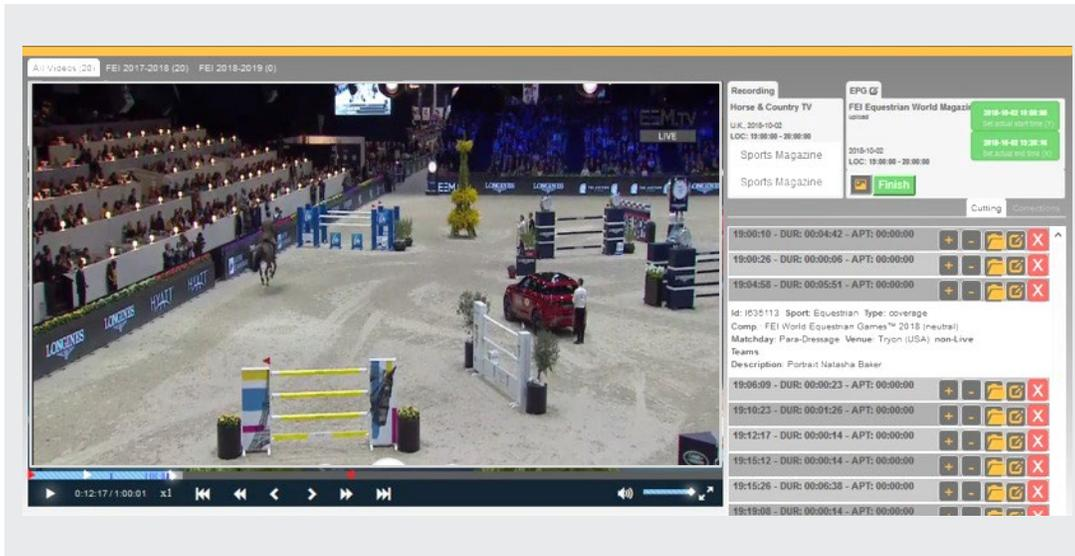 All Videos (20) FEI 2017-2018 (20) FEI 2018-2019 (0)
EEM.TV
LIVE
EEM LONGINES LONGINES
HYATT
HYATT
LONGINES
LONGINES
0:12:17 / 1:00:01 x1
Recording
Horse & Country TV
U.K., 2018-10-02
LOC: 19:00:00 - 20:00:00
Sports Magazine
Sports Magazine
EPG
FEI Equestrian World Magazin
upload
2018-10-02
LOC: 19:00:00 - 20:00:00
Finish
2018-10-02 19:00:00
Set actual start time (Y)
Set actual end time (X)
Cutting Corrections
19:00:10 - DUR: 00:04:42 - APT: 00:00:00 + - X
19:00:26 - DUR: 00:00:06 - APT: 00:00:00 + - X
19:04:58 - DUR: 00:05:51 - APT: 00:00:00 + - X
Id: I635113 Sport: Equestrian Type: coverage
Comp.: FEI World Equestrian Games™ 2018 (neutral)
Matchday: Para-Dressage Venue: Tryon (USA) non-Live
Teams
Description: Portrait Natasha Baker
19:06:09 - DUR: 00:00:23 - APT: 00:00:00 + - X
19:10:23 - DUR: 00:01:26 - APT: 00:00:00 + - X
19:12:17 - DUR: 00:00:14 - APT: 00:00:00 + - X
19:15:12 - DUR: 00:00:14 - APT: 00:00:00 + - X
19:15:26 - DUR: 00:06:38 - APT: 00:00:00 + - X
19:19:08 - DUR: 00:00:14 - APT: 00:00:00